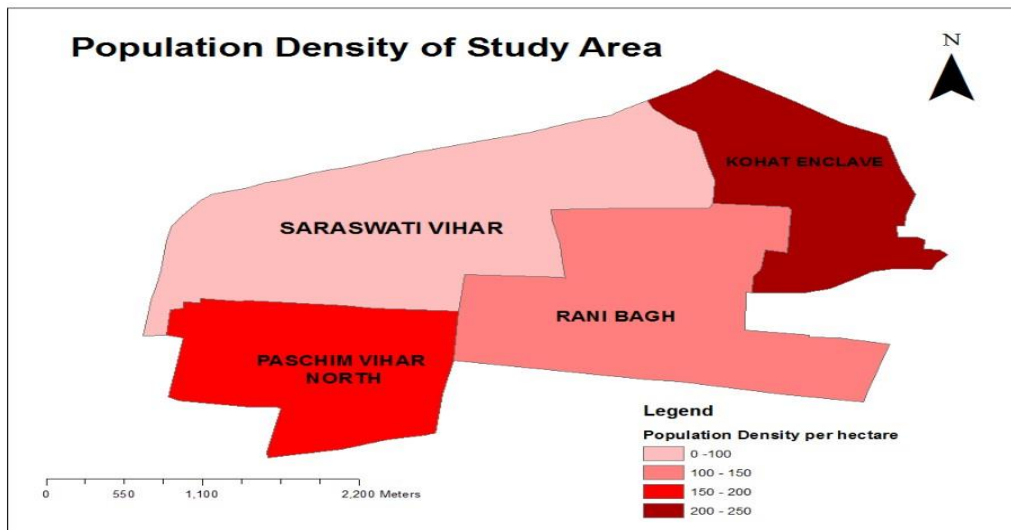 Population Density of Study Area
N
KOHAT ENCLAVE
SARASWATI VIHAR
RANI BAGH
PASCHIM VIHAR
NORTH
Legend
Population Density per hectare
0 -100
100 - 150
150 - 200
200 - 250
0 550 1,100 2,200 Meters